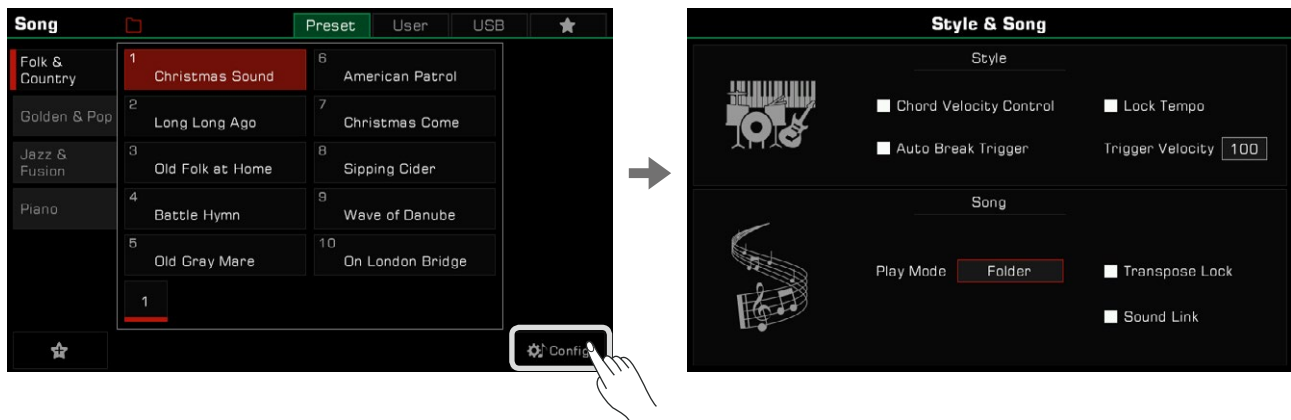 Song
Preset
User
USB
Folk &
Country
Golden & Pop
Jazz &
Fusion
Piano
1
Christmas Sound
2
Long Long Ago
3
Old Folk at Home
4
Battle Hymn
5
Old Gray Mare
6
American Patrol
7
Christmas Come
8
Sipping Cider
9
Wave of Danube
10
On London Bridge
1
Config
Style & Song
Style
Chord Velocity Control
Lock Tempo
Auto Break Trigger
Trigger Velocity 100
Song
Play Mode Folder
Transpose Lock
Sound Link